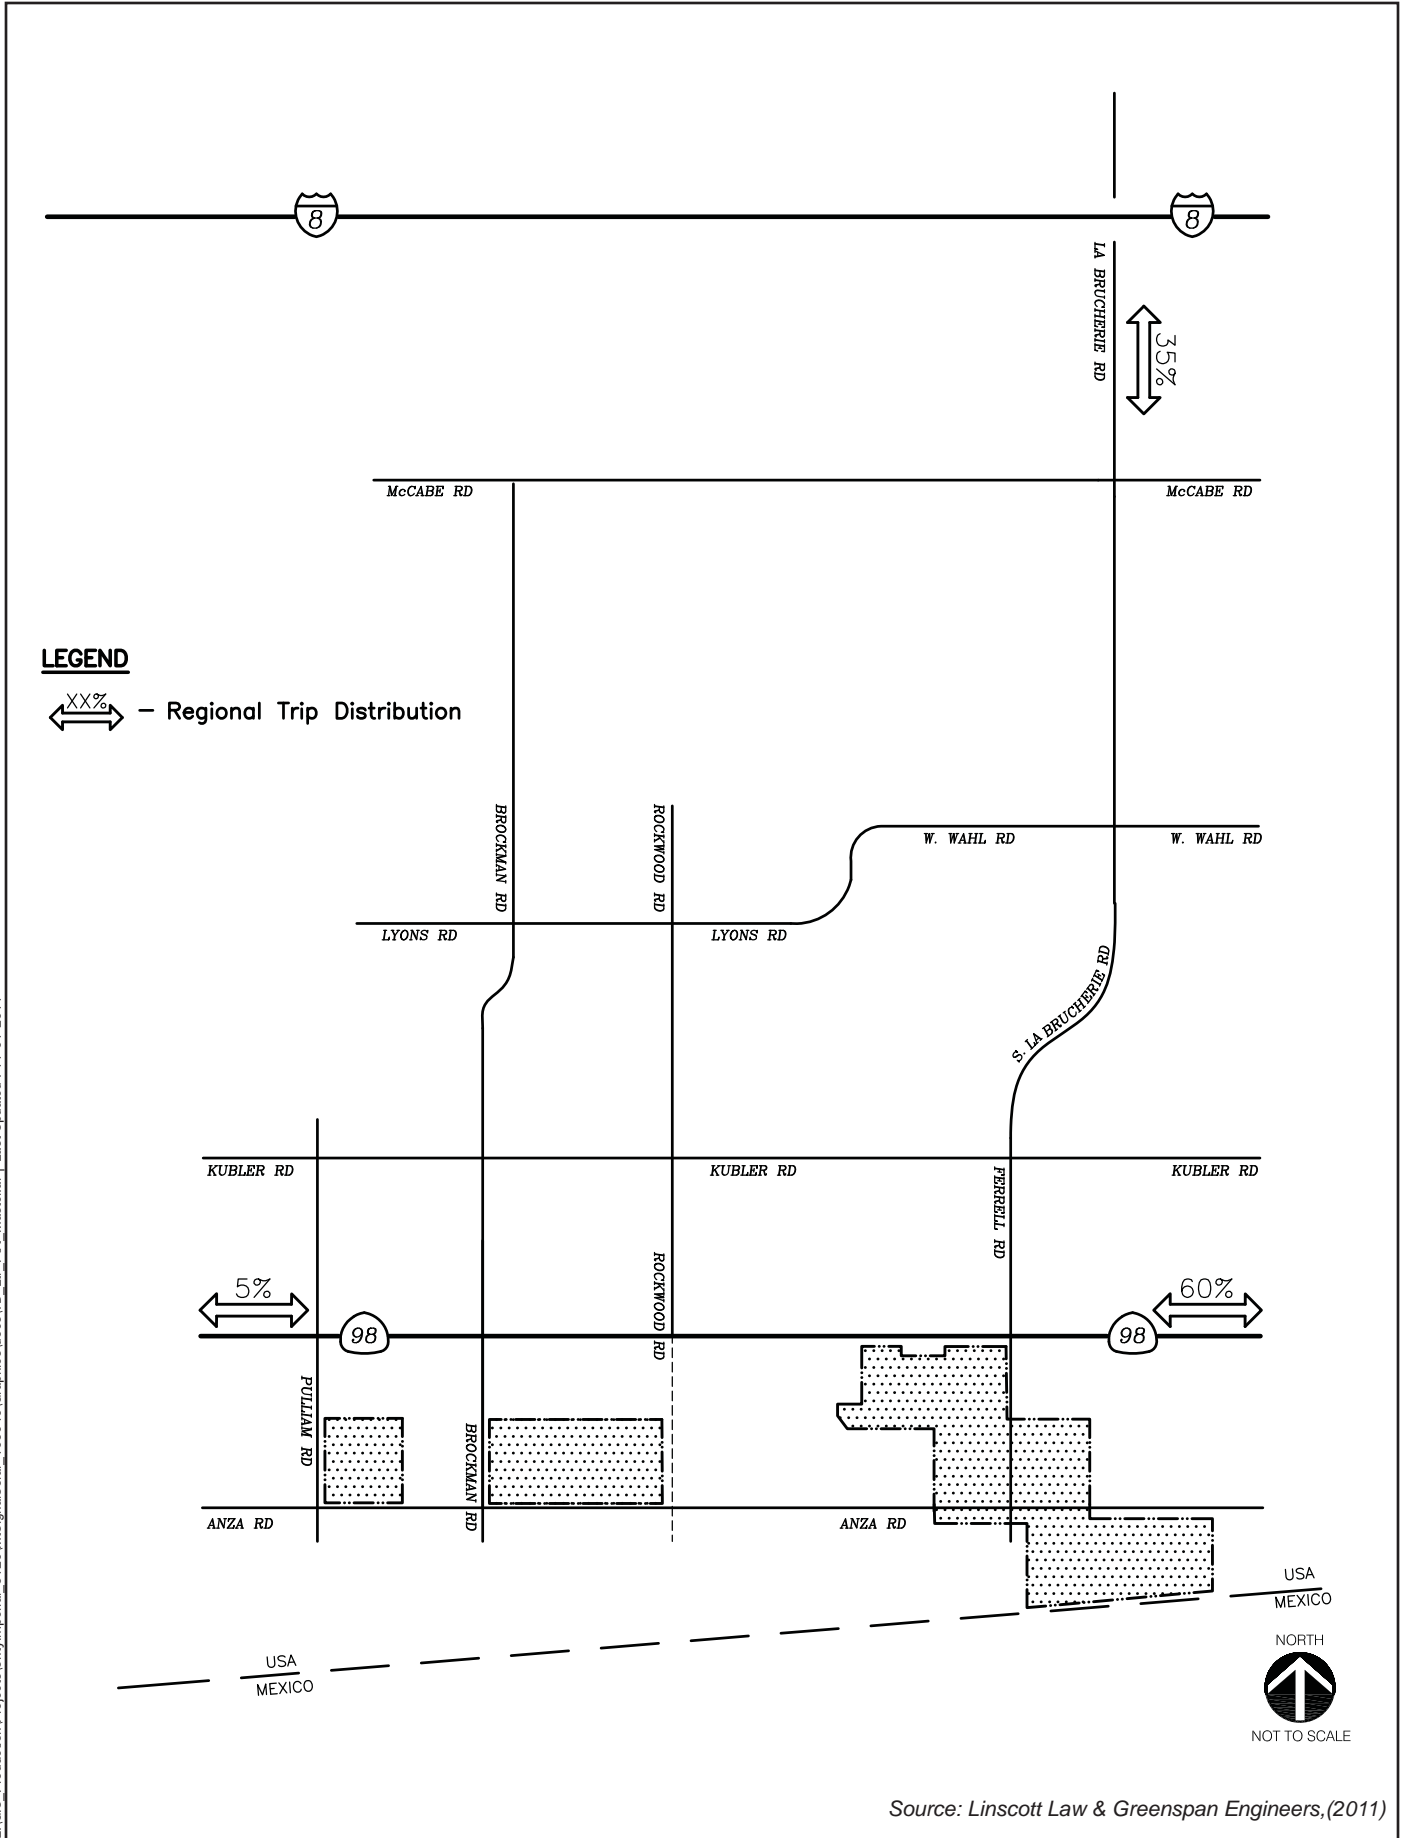 8
8
LA BRUCHERIE RD
35%
McCABE RD
McCABE RD
LEGEND
XX%
– Regional Trip Distribution
BROCKMAN RD
ROCKWOOD RD
W. WAHL RD
W. WAHL RD
LYONS RD
LYONS RD
S. LA BRUCHERIE RD
KUBLER RD
KUBLER RD
KUBLER RD
FERRELL RD
ROCKWOOD RD
5%
60%
98
98
PULLIAM RD
BROCKMAN RD
ANZA RD
ANZA RD
USA
MEXICO
USA
MEXICO
NORTH
NOT TO SCALE
Source: Linscott Law & Greenspan Engineers,(2011)